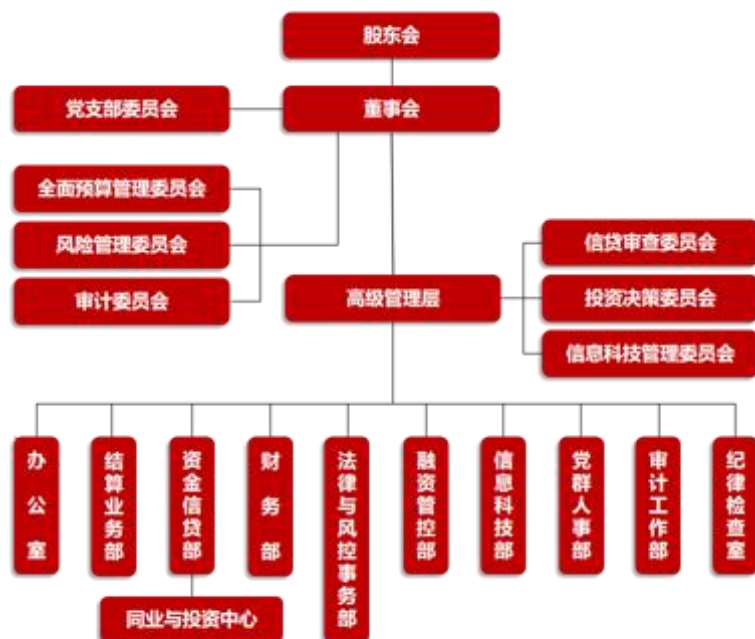 股东会
党支部委员会
董事会
全面预算管理委员会
风险管理委员会
审计委员会
高级管理层
信贷审查委员会
投资决策委员会
信息科技管理委员会
办公室
结算业务部
资金信贷部
财务部
法律与风控事务部
融资管控部
信息科技部
党群人事部
审计工作部
纪律检查室
同业与投资中心